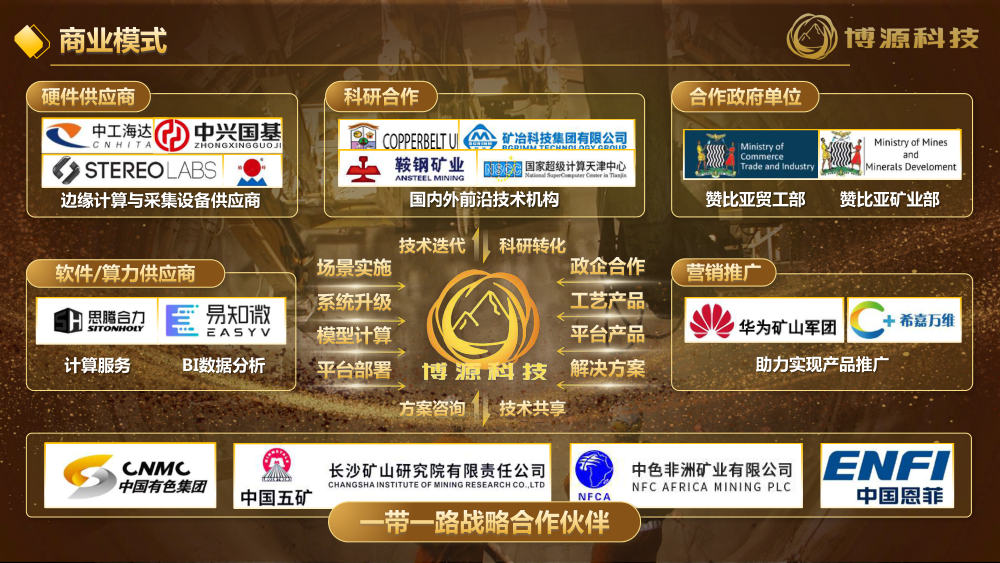 商业模式
博源科技
硬件供应商
中工海达
CNHITA
中兴国基
ZHONGXINGGUOJI
STEREOLABS
边缘计算与采集设备供应商
科研合作
COPPERBELT U
矿冶科技集团有限公司
BGRIMM TECHNOLOGY GROUP
鞍钢矿业
ANSTEEL MINING
NSCC
国家超级计算天津中心
National SuperComputer Center in Tianjin
国内外前沿技术机构
合作政府单位
Ministry of
Commerce
Trade and Industry
Ministry of Mines
and
Minerals Develoment
赞比亚贸工部
赞比亚矿业部
技术迭代
科研转化
软件/算力供应商
思腾合力
SITONHOLY
易知微
EASYV
计算服务
BI数据分析
场景实施
系统升级
模型计算
平台部署
博源科技
政企合作
工艺产品
平台产品
解决方案
营销推广
华为矿山军团
希嘉万维
助力实现产品推广
方案咨询
技术共享
CNMC
中国有色集团
中国五矿
长沙矿山研究院有限责任公司
CHANGSHA INSTITUTE OF MINING RESEARCH CO.,LTD
NFCA
中色非洲矿业有限公司
NFC AFRICA MINING PLC
ENFI
中国恩菲
一带一路战略合作伙伴